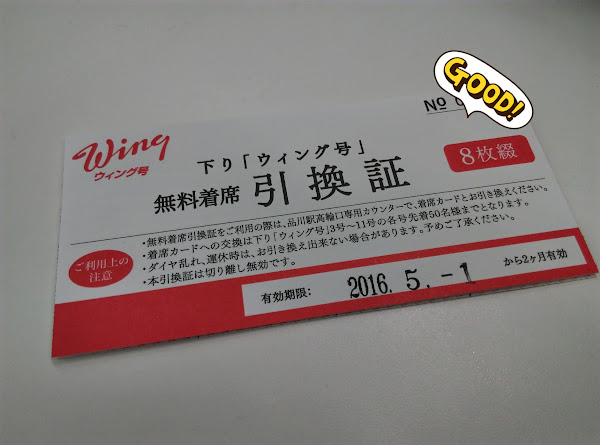 GOOD!
No
Wing
ウィング号
下り「ウィング号」
無料着席 引換証
8枚綴
ご利用上の
注意
・無料着席引換証をご利用の際は、品川駅高輪口専用カウンターで、着席カードとお引き換えください。
・着席カードへの交換は下り「ウィング号」3号～11号の各号先着50名様までとなります。
・ダイヤ乱れ、運休時は、お引き換え出来ない場合があります。予めご了承ください。
・本引換証は切り離し無効です。
有効期限: 2016. 5. -1 から2ヶ月有効